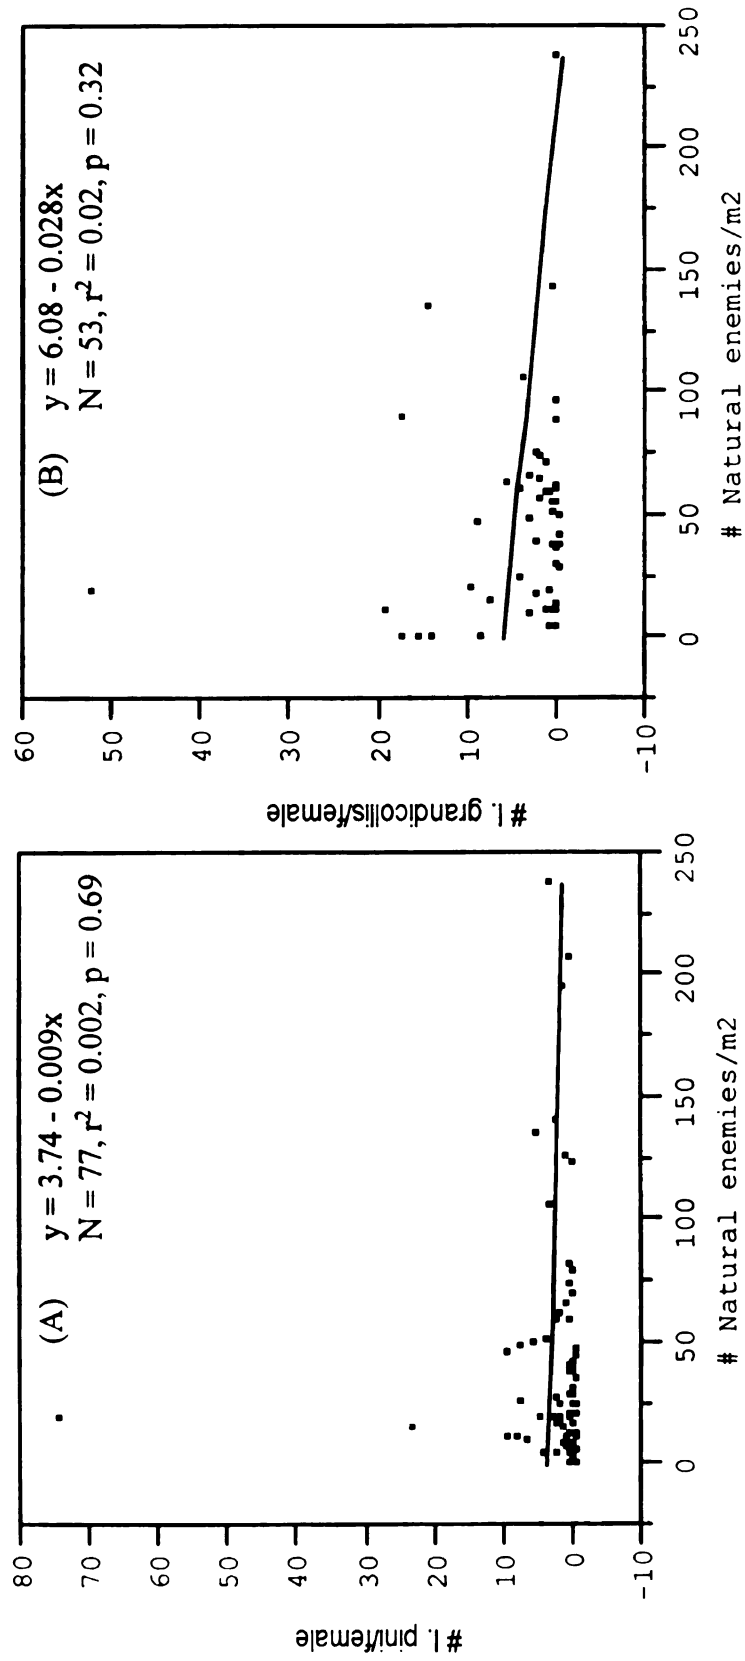 (A) y = 3.74 - 0.009x
N = 77, r² = 0.002, p = 0.69
80
70
60
50
40
30
20
10
0
-10
# I. pini/female
0 50 100 150 200 250
# Natural enemies/m2
(B) y = 6.08 - 0.028x
N = 53, r² = 0.02, p = 0.32
60
50
40
30
20
10
0
-10
# I. grandicollis/female
0 50 100 150 200 250
# Natural enemies/m2